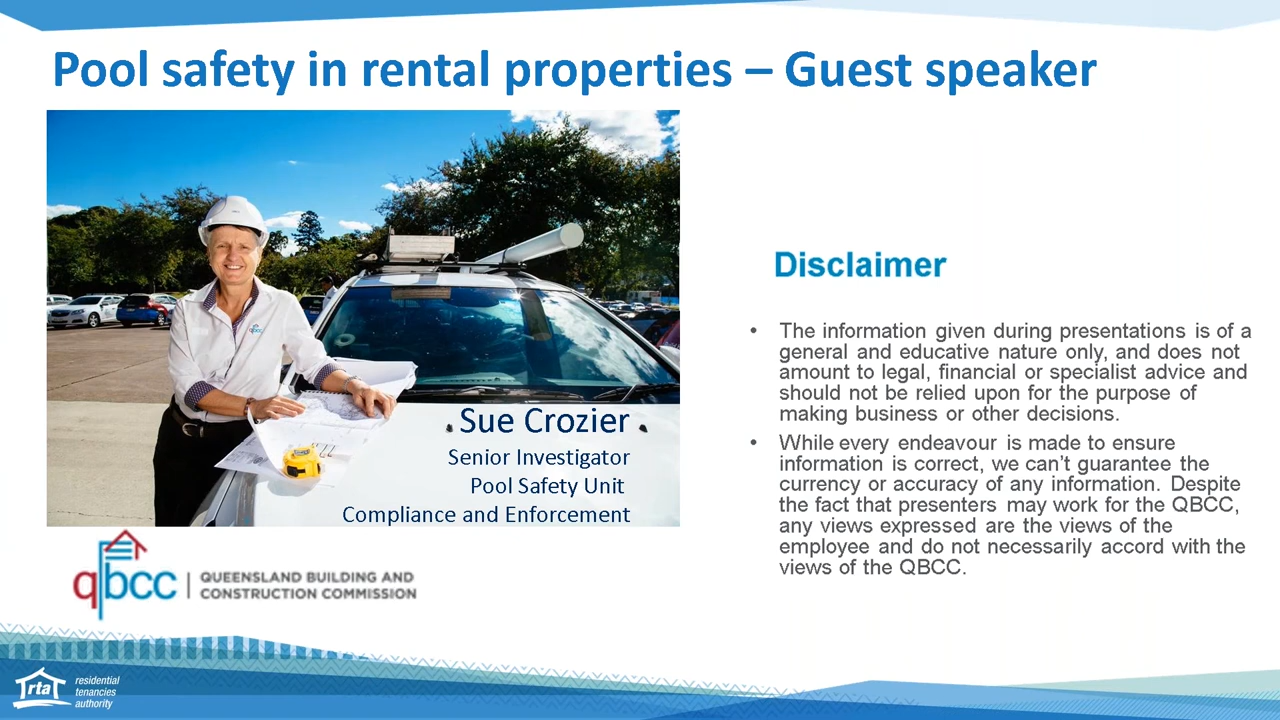 Pool safety in rental properties – Guest speaker
qbcc
Sue Crozier
Senior Investigator
Pool Safety Unit
Compliance and Enforcement
qbcc
QUEENSLAND BUILDING AND
CONSTRUCTION COMMISSION
Disclaimer
• The information given during presentations is of a
general and educative nature only, and does not
amount to legal, financial or specialist advice and
should not be relied upon for the purpose of
making business or other decisions.
• While every endeavour is made to ensure
information is correct, we can’t guarantee the
currency or accuracy of any information. Despite
the fact that presenters may work for the QBCC,
any views expressed are the views of the
employee and do not necessarily accord with the
views of the QBCC.
rta
residential
tenancies
authority